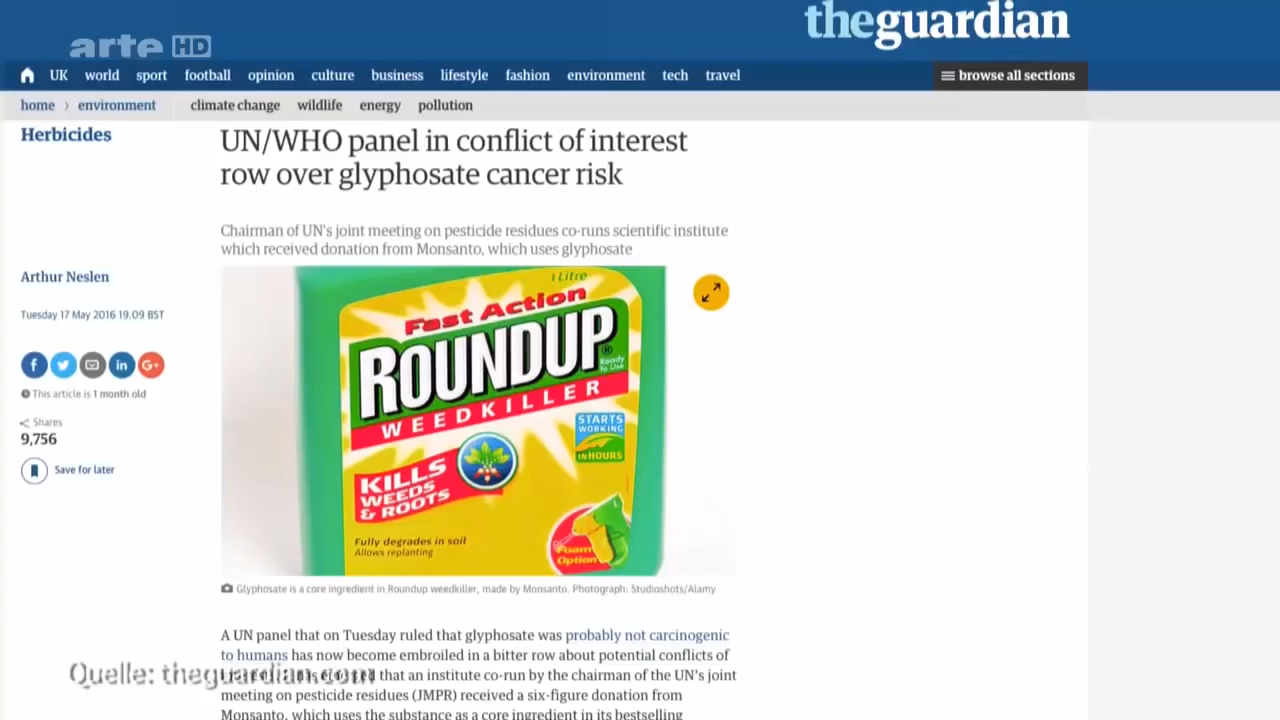 arte HD
theguardian
UK world sport football opinion culture business lifestyle fashion environment tech travel
browse all sections
home › environment climate change wildlife energy pollution
Herbicides
UN/WHO panel in conflict of interest
row over glyphosate cancer risk
Chairman of UN's joint meeting on pesticide residues co-runs scientific institute
which received donation from Monsanto, which uses glyphosate
Arthur Neslen
Tuesday 17 May 2016 19.09 BST
f
in
G+
This article is 1 month old
Shares
9,756
Save for later
1 Litre
Fast Action
ROUNDUP
®
Ready
To Use
WEEDKILLER
STARTS
WORKING
IN HOURS
KILLS
WEEDS
& ROOTS
Fully degrades in soil
Allows replanting
Foam
Option
Glyphosate is a core ingredient in Roundup weedkiller, made by Monsanto. Photograph: Studioshots/Alamy
A UN panel that on Tuesday ruled that glyphosate was probably not carcinogenic
to humans has now become embroiled in a bitter row about potential conflicts of
that an institute co-run by the chairman of the UN's joint
meeting on pesticide residues (JMPR) received a six-figure donation from
Monsanto, which uses the substance as a core ingredient in its bestselling
Quelle: theguardian.com